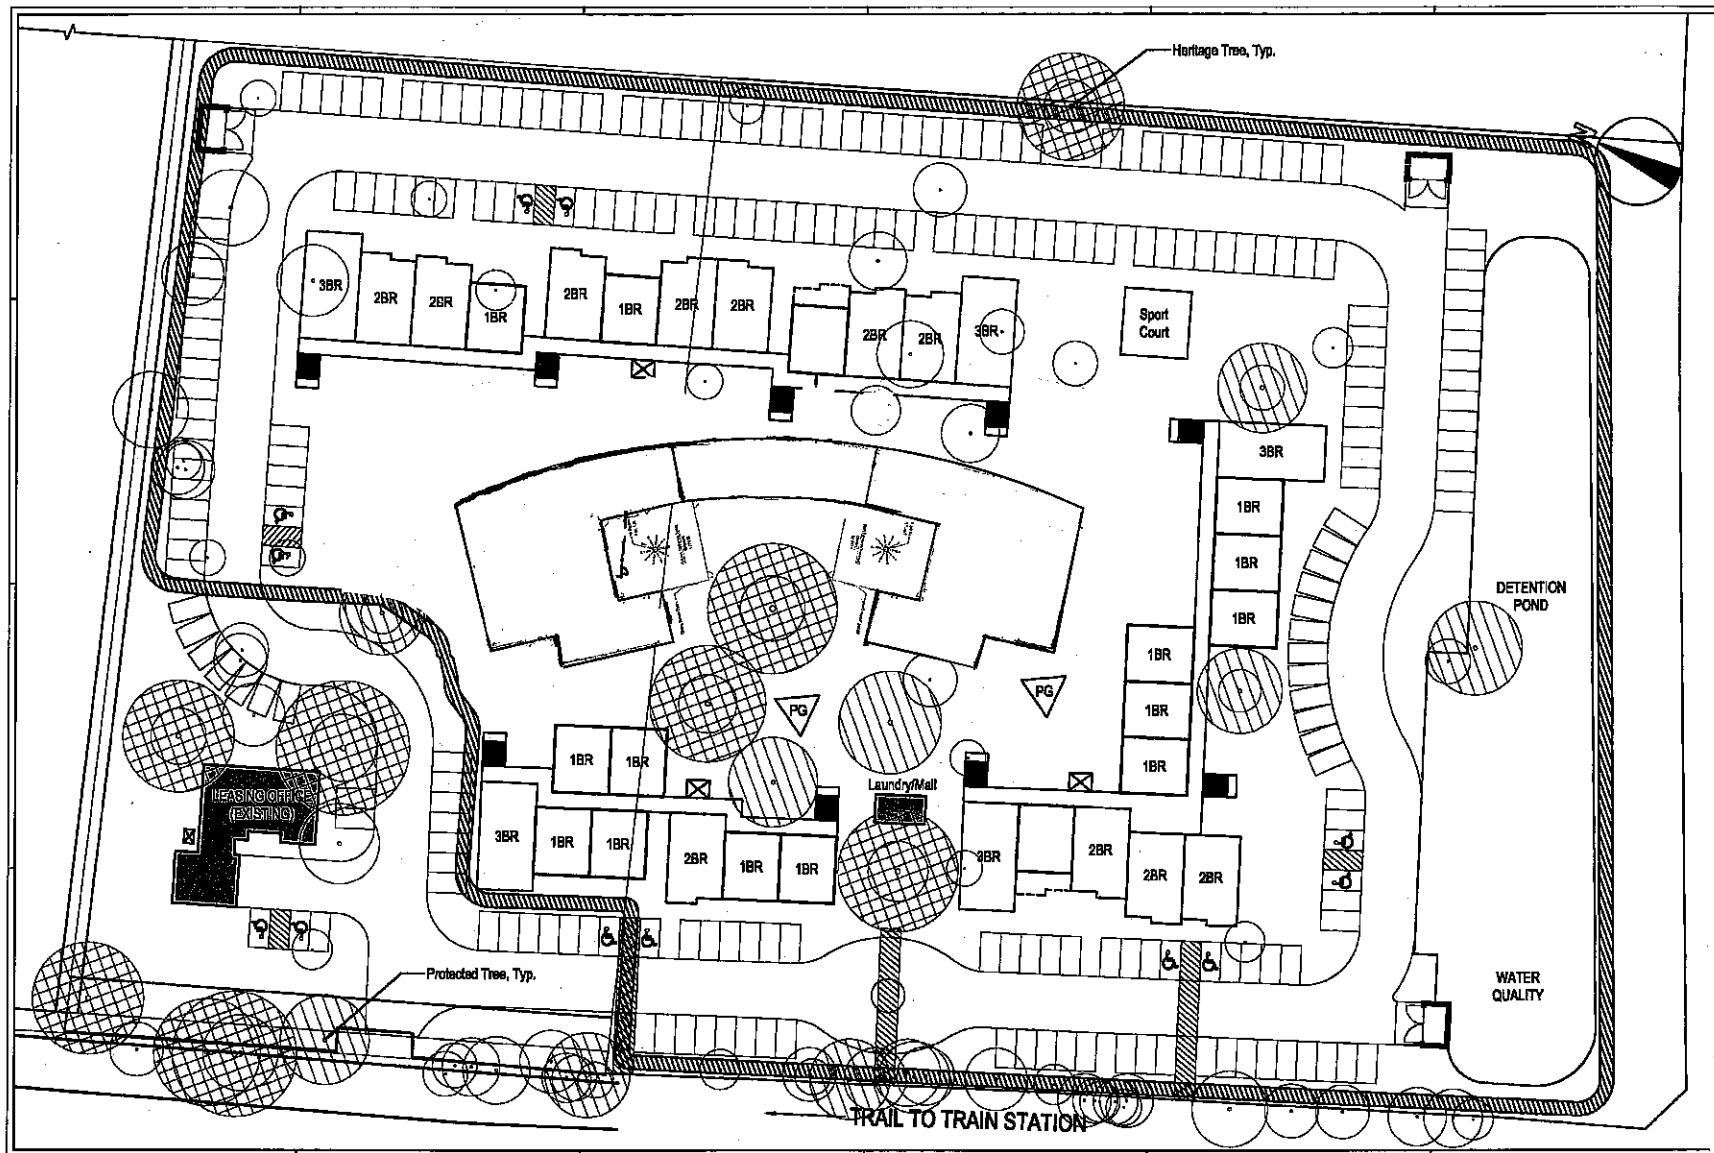 Heritage Tree, Typ.
N
3BR
2BR
2BR
1BR
2BR
1BR
2BR
2BR
2BR
2BR
3BR
Sport
Court
3BR
1BR
1BR
1BR
DETENTION
POND
1BR
1BR
1BR
PG
PG
1BR
1BR
Laundry/Mail
LEASING OFFICE
(EXISTING)
3BR
1BR
1BR
2BR
1BR
1BR
3BR
2BR
2BR
2BR
Protected Tree, Typ.
WATER
QUALITY
TRAIL TO TRAIN STATION